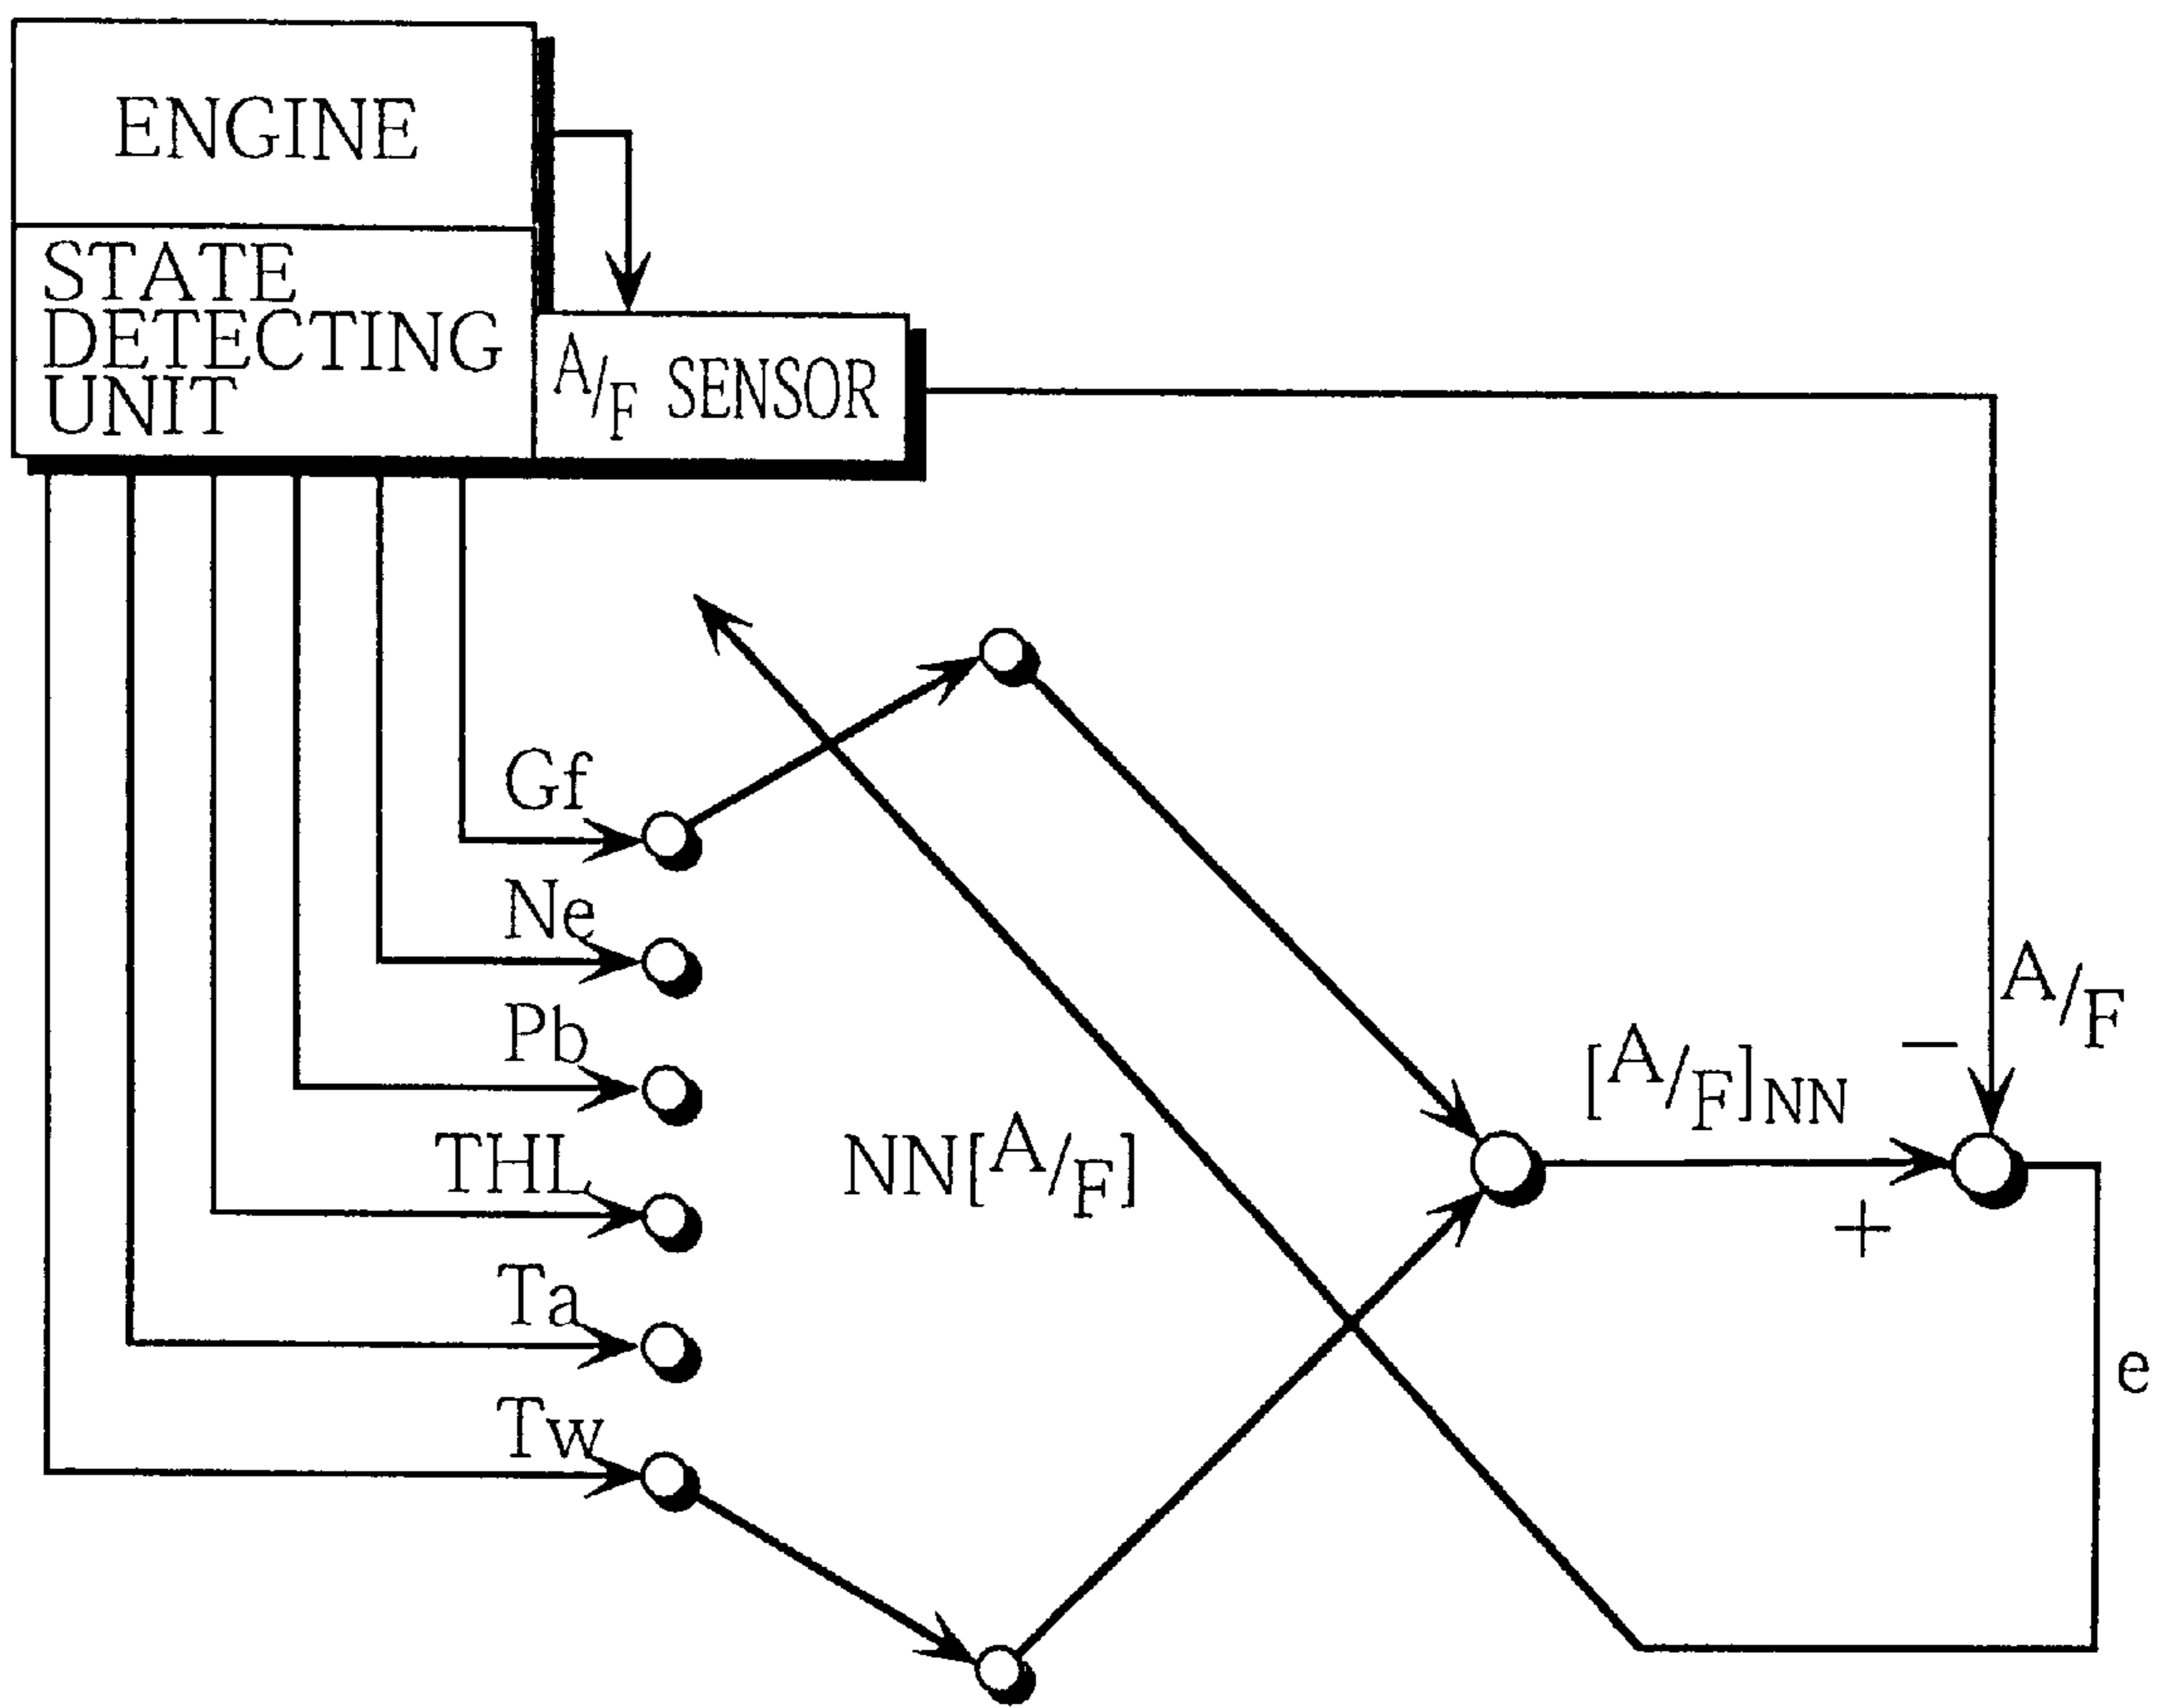 ENGINE
STATE
DETECTING
UNIT
A/F SENSOR
Gf
Ne
Pb
THL
Ta
Tw
NN[A/F]
[A/F]NN
A/F
−
+
e